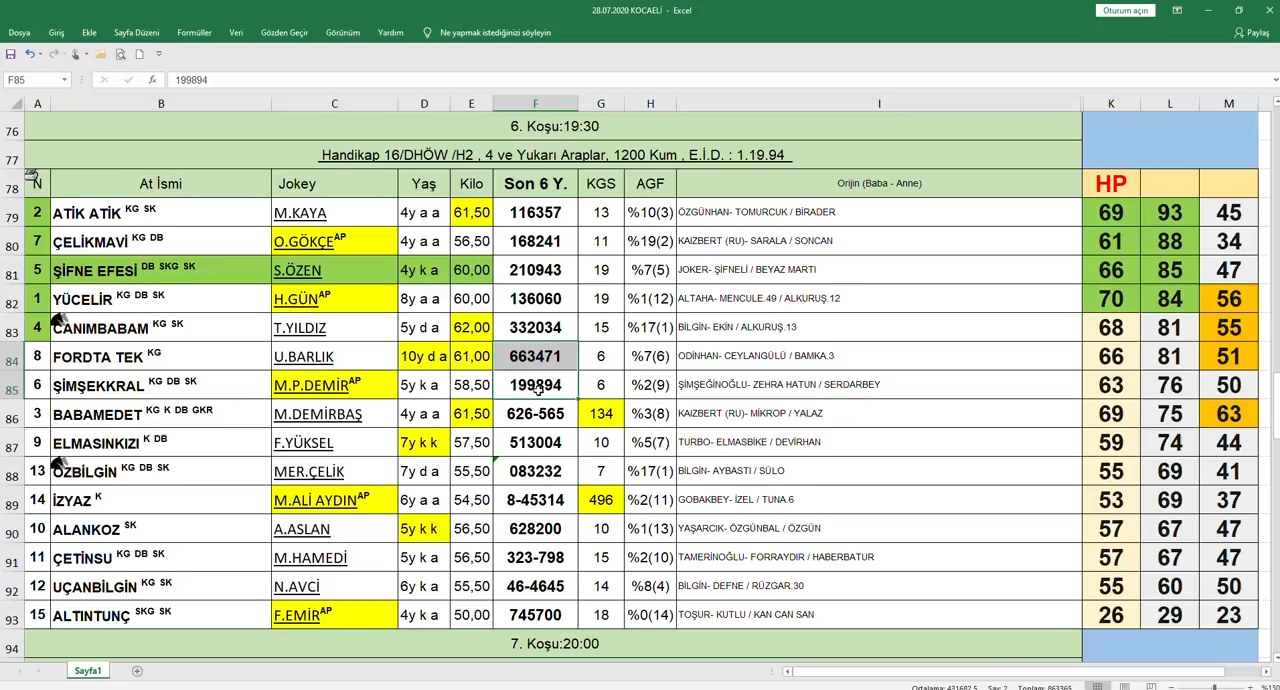 28.07.2020 KOCAELİ - Excel
Oturum açın
Dosya Giriş Ekle Sayfa Düzeni Formüller Veri Gözden Geçir Görünüm Yardım Ne yapmak istediğinizi söyleyin Paylaş
F85 fx 199894
A B C D E F G H I K L M
76 6. Koşu:19:30
77 Handikap 16/DHÖW /H2 , 4 ve Yukarı Araplar, 1200 Kum , E.İ.D. : 1.19.94
78 N At İsmi Jokey Yaş Kilo Son 6 Y. KGS AGF Orijin (Baba - Anne) HP
79 2 ATİK ATİK KG SK M.KAYA 4y a a 61,50 116357 13 %10(3) ÖZGÜNHAN- TOMURCUK / BİRADER 69 93 45
80 7 ÇELİKMAVİ KG DB O.GÖKÇE AP 4y a a 56,50 168241 11 %19(2) KAIZBERT (RU)- SARALA / SONCAN 61 88 34
81 5 ŞİFNE EFESİ DB SKG SK S.ÖZEN 4y k a 60,00 210943 19 %7(5) JOKER- ŞİFNELİ / BEYAZ MARTI 66 85 47
82 1 YÜCELİR KG DB SK H.GÜN AP 8y a a 60,00 136060 19 %1(12) ALTAHA- MENCULE.49 / ALKURUŞ.12 70 84 56
83 4 CANIMBABAM KG SK T.YILDIZ 5y d a 62,00 332034 15 %17(1) BİLGİN- EKİN / ALKURUŞ.13 68 81 55
84 8 FORDTA TEK KG U.BARLIK 10y d a 61,00 663471 6 %7(6) ODİNHAN- CEYLANGÜLÜ / BAMKA.3 66 81 51
85 6 ŞİMŞEKKRAL KG DB SK M.P.DEMİR AP 5y k a 58,50 199894 6 %2(9) ŞİMŞEĞİNOĞLU- ZEHRA HATUN / SERDARBEY 63 76 50
86 3 BABAMEDET KG K DB GKR M.DEMİRBAŞ 4y a a 61,50 626-565 134 %3(8) KAIZBERT (RU)- MİKROP / YALAZ 69 75 63
87 9 ELMASINKIZI K DB F.YÜKSEL 7y k k 57,50 513004 10 %5(7) TURBO- ELMASBİKE / DEVİRHAN 59 74 44
88 13 ÖZBİLGİN KG DB SK MER.ÇELİK 7y d a 55,50 083232 7 %17(1) BİLGİN- AYBASTI / SÜLO 55 69 41
89 14 İZYAZ K M.ALİ AYDIN AP 6y a a 54,50 8-45314 496 %2(11) GOBAKBEY- İZEL / TUNA.6 53 69 37
90 10 ALANKOZ SK A.ASLAN 5y k k 56,50 628200 10 %1(13) YAŞARCIK- ÖZGÜNBAL / ÖZGÜN 57 67 47
91 11 ÇETİNSU KG DB SK M.HAMEDİ 5y k a 56,50 323-798 15 %2(10) TAMERİNOĞLU- FORRAYDIR / HABERBATUR 57 67 47
92 12 UÇANBİLGİN KG SK N.AVCİ 6y k a 55,50 46-4645 14 %8(4) BİLGİN- DEFNE / RÜZGAR.30 55 60 50
93 15 ALTINTUNÇ SKG SK F.EMİR AP 4y k a 50,00 745700 18 %0(14) TOŞUR- KUTLU / KAN CAN SAN 26 29 23
94 7. Koşu:20:00
Sayfa1
Ortalama: 431682,5 Say: 2 Toplam: 863365 %130